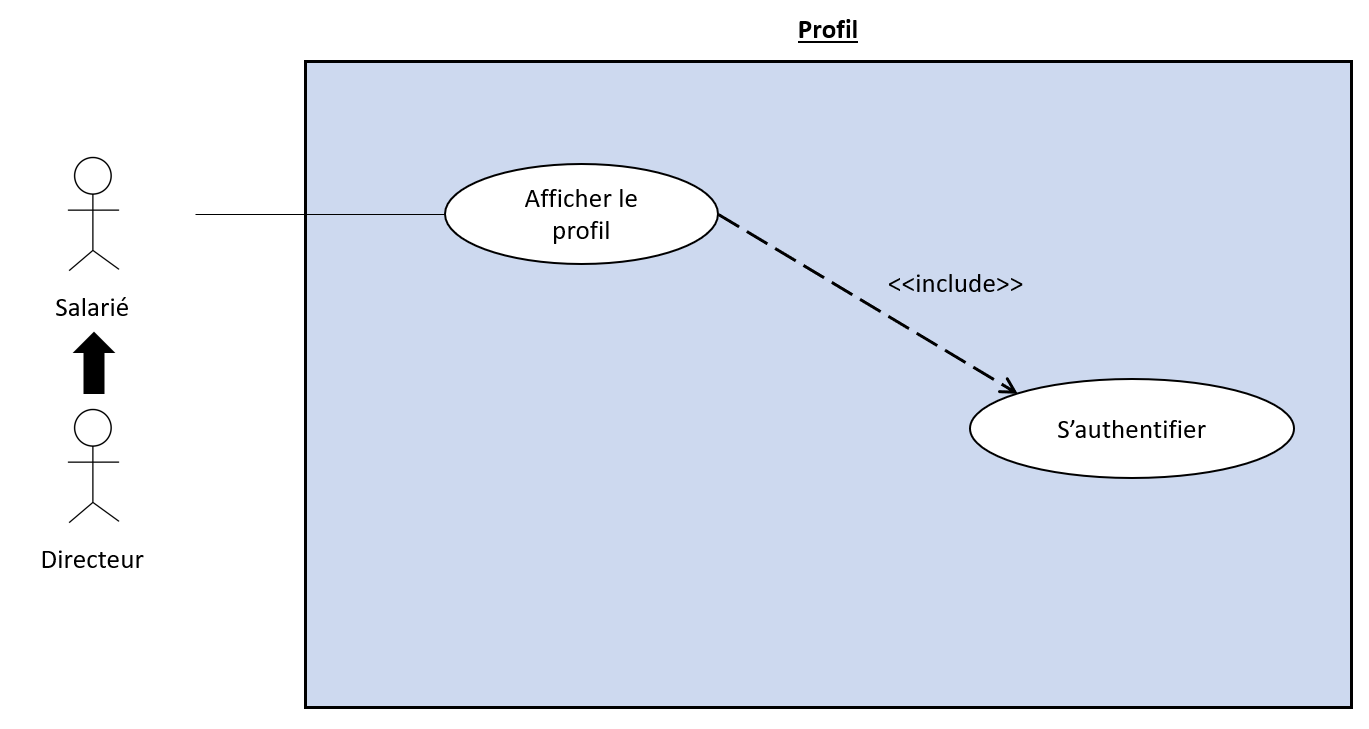 Profil
Afficher le
profil
<<include>>
Salarié
S’authentifier
Directeur